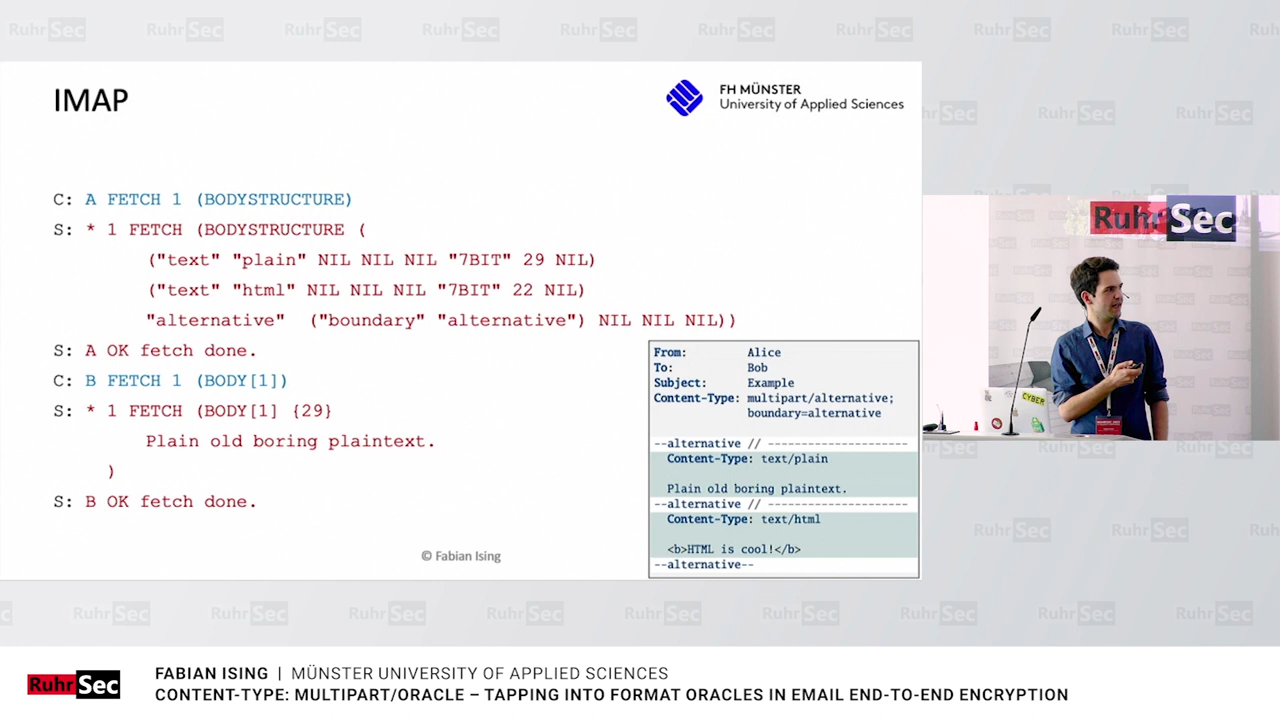 IMAP
FH MÜNSTER
University of Applied Sciences
C: A FETCH 1 (BODYSTRUCTURE)
S: * 1 FETCH (BODYSTRUCTURE (
("text" "plain" NIL NIL NIL "7BIT" 29 NIL)
("text" "html" NIL NIL NIL "7BIT" 22 NIL)
"alternative" ("boundary" "alternative") NIL NIL NIL))
S: A OK fetch done.
C: B FETCH 1 (BODY[1])
S: * 1 FETCH (BODY[1] {29}
Plain old boring plaintext.
)
S: B OK fetch done.
© Fabian Ising
From: Alice
To: Bob
Subject: Example
Content-Type: multipart/alternative;
boundary=alternative
--alternative // ---------------------
Content-Type: text/plain
Plain old boring plaintext.
--alternative // ---------------------
Content-Type: text/html
<b>HTML is cool!</b>
--alternative--
RuhrSec
CYBER
RuhrSec
FABIAN ISING | MÜNSTER UNIVERSITY OF APPLIED SCIENCES
CONTENT-TYPE: MULTIPART/ORACLE – TAPPING INTO FORMAT ORACLES IN EMAIL END-TO-END ENCRYPTION